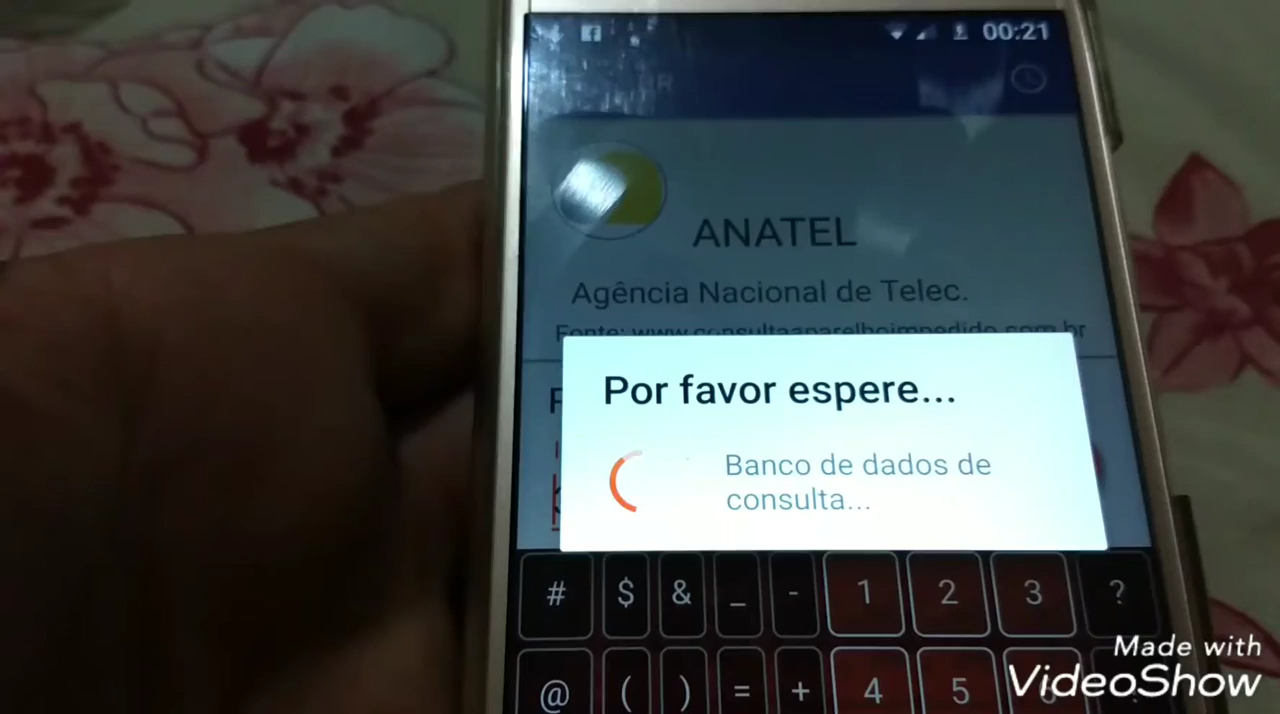 00:21
ANATEL
Agência Nacional de Telec.
Fonte: www.consultaaparelhoimpedido.com.br
Por favor espere...
Banco de dados de
consulta...
# $ & _ - 1 2 3 ?
@ ( ) = + 4 5 6
Made with
VideoShow